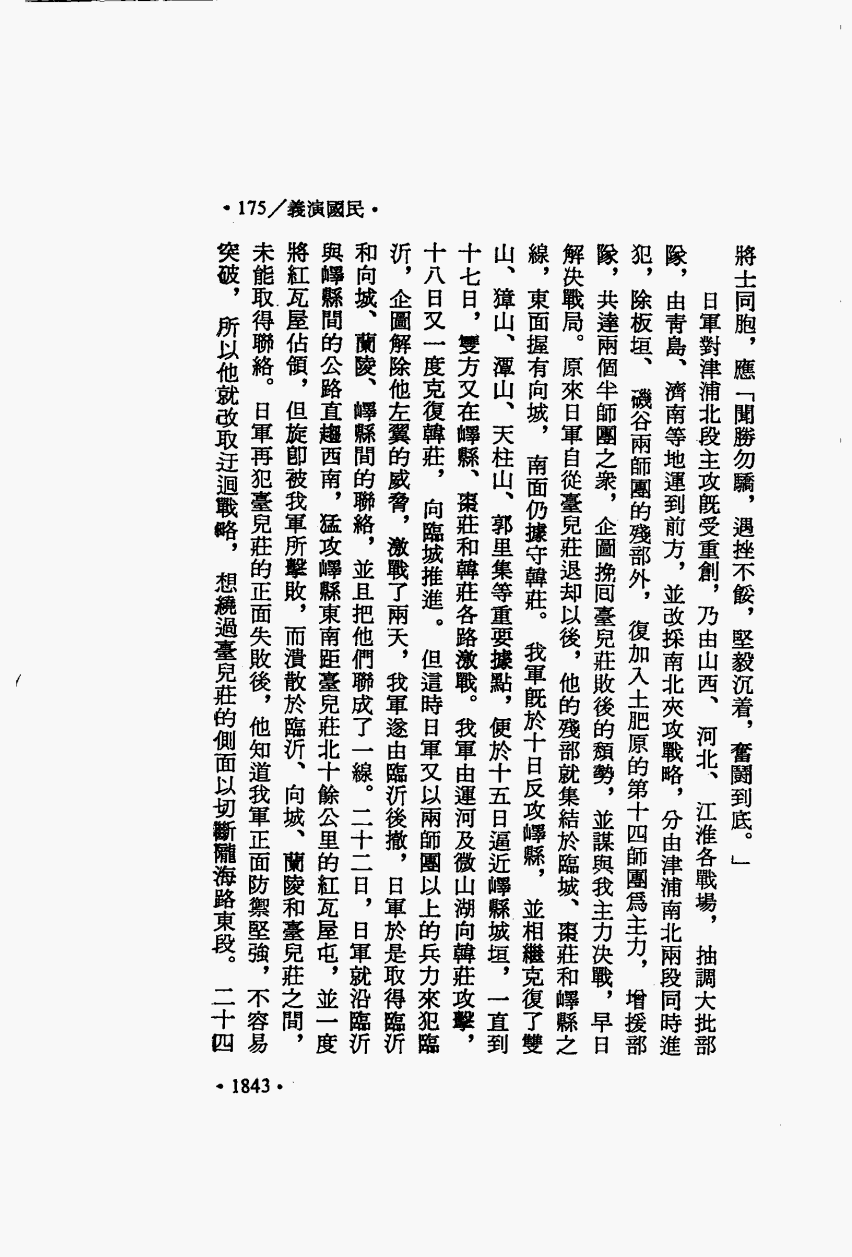 •175／義演國民•
將士同胞，應「聞勝勿驕，遇挫不餒，堅毅沉着，奮鬭到底。」
日軍對津浦北段主攻既受重創，乃由山西、河北、江淮各戰場，抽調大批部
隊，由青島、濟南等地運到前方，並改採南北夾攻戰略，分由津浦南北兩段同時進
犯，除板垣、磯谷兩師團的殘部外，復加入土肥原的第十四師團爲主力，增援部
隊，共達兩個半師團之衆，企圖挽回臺兒莊敗後的頹勢，並謀與我主力決戰，早日
解決戰局。原來日軍自從臺兒莊退却以後，他的殘部就集結於臨城、棗莊和嶧縣之
線，東面握有向城，南面仍據守韓莊。我軍既於十日反攻嶧縣，並相繼克復了雙
山、獐山、潭山、天柱山、郭里集等重要據點，便於十五日逼近嶧縣城垣，一直到
十七日，雙方又在嶧縣、棗莊和韓莊各路激戰。我軍由運河及微山湖向韓莊攻擊，
十八日又一度克復韓莊，向臨城推進。但這時日軍又以兩師團以上的兵力來犯臨
沂，企圖解除他左翼的威脅，激戰了兩天，我軍遂由臨沂後撤，日軍於是取得臨沂
和向城、蘭陵、嶧縣間的聯絡，並且把他們聯成了一線。二十二日，日軍就沿臨沂
與嶧縣間的公路直趨西南，猛攻嶧縣東南距臺兒莊北十餘公里的紅瓦屋屯，並一度
將紅瓦屋佔領，但旋卽被我軍所擊敗，而潰散於臨沂、向城、蘭陵和臺兒莊之間，
未能取得聯絡。日軍再犯臺兒莊的正面失敗後，他知道我軍正面防禦堅強，不容易
突破，所以他就改取迂迴戰略，想繞過臺兒莊的側面以切斷隴海路東段。二十四
•1843•